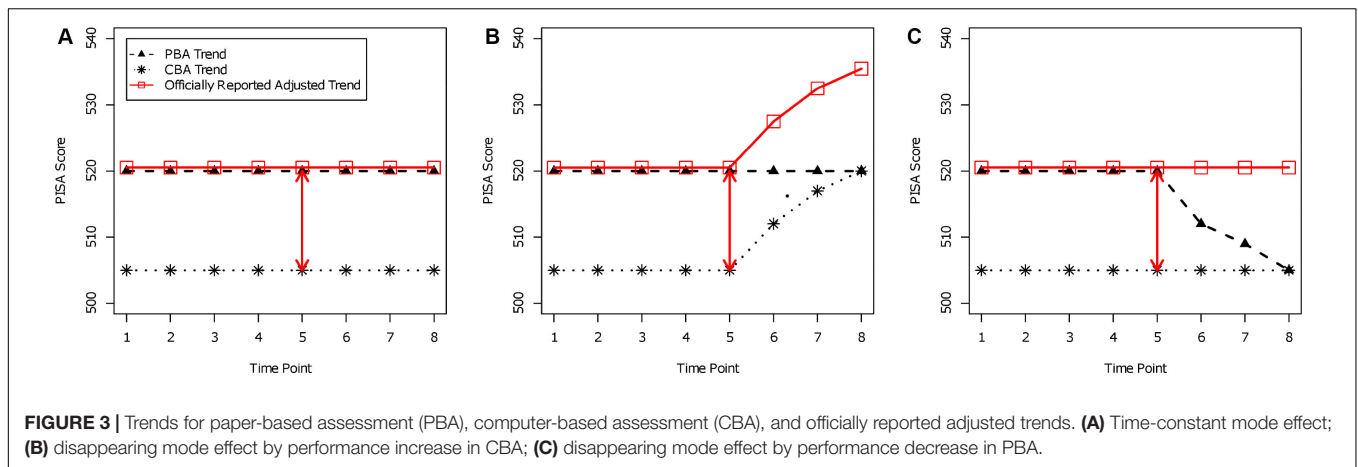 A
PISA Score
540
530
520
510
500
PBA Trend
CBA Trend
Officially Reported Adjusted Trend
1 2 3 4 5 6 7 8
Time Point
B
PISA Score
540
530
520
510
500
1 2 3 4 5 6 7 8
Time Point
C
PISA Score
540
530
520
510
500
1 2 3 4 5 6 7 8
Time Point
FIGURE 3 | Trends for paper-based assessment (PBA), computer-based assessment (CBA), and officially reported adjusted trends. (A) Time-constant mode effect;
(B) disappearing mode effect by performance increase in CBA; (C) disappearing mode effect by performance decrease in PBA.